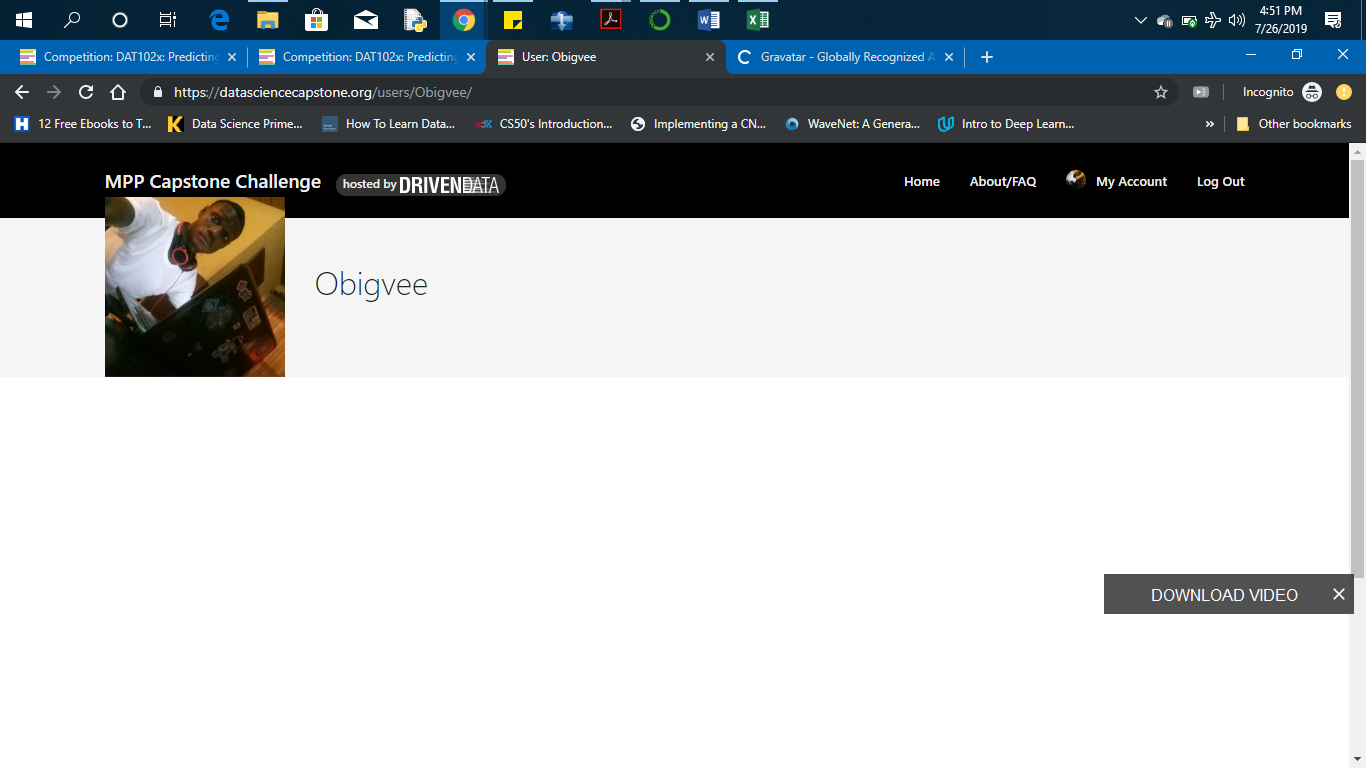 4:51 PM
7/26/2019
Competition: DAT102x: Predicting
Competition: DAT102x: Predicting
User: Obigvee
Gravatar - Globally Recognized A
https://datasciencecapstone.org/users/Obigvee/
Incognito
12 Free Ebooks to T...
Data Science Prime...
How To Learn Data...
CS50's Introduction...
Implementing a CN...
WaveNet: A Genera...
Intro to Deep Learn...
»
Other bookmarks
MPP Capstone Challenge
hosted by DRIVENDATA
Home
About/FAQ
My Account
Log Out
Obigvee
DOWNLOAD VIDEO